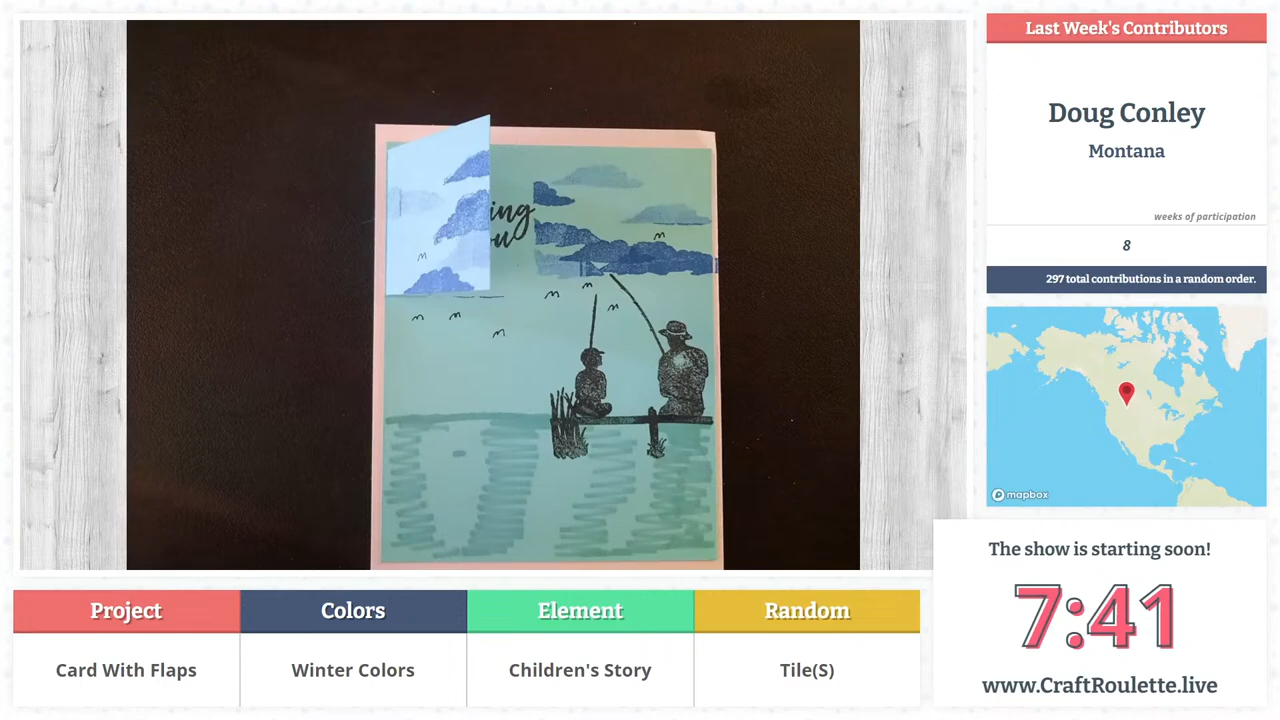 Last Week's Contributors
Doug Conley
Montana
weeks of participation
8
297 total contributions in a random order.
ing
ou
mapbox
The show is starting soon!
7:41
www.CraftRoulette.live
Project
Colors
Element
Random
Card With Flaps
Winter Colors
Children's Story
Tile(S)